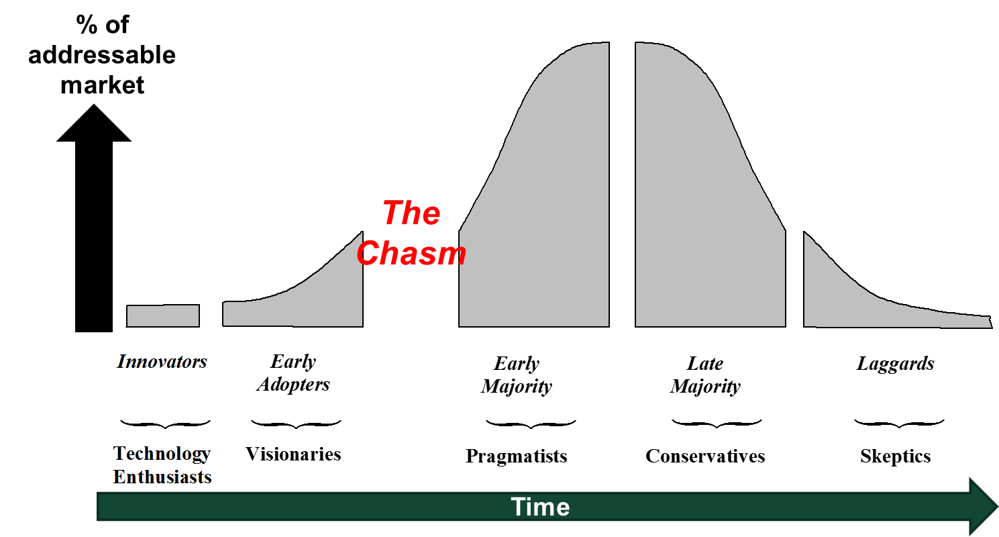 % of
addressable
market
The
Chasm
Innovators
Early
Adopters
Early
Majority
Late
Majority
Laggards
Technology
Enthusiasts
Visionaries
Pragmatists
Conservatives
Skeptics
Time